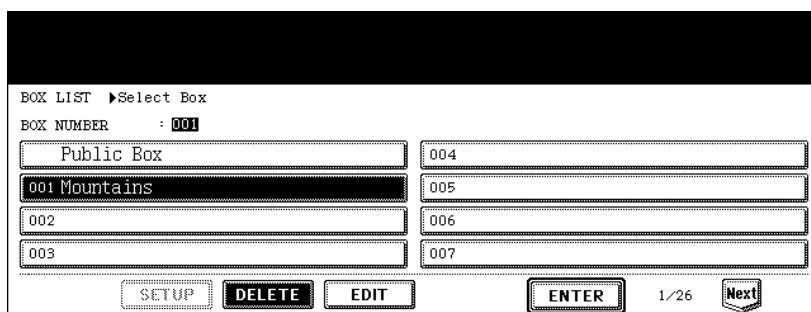 BOX LIST ▶Select Box
BOX NUMBER : 001
Public Box
001 Mountains
002
003
004
005
006
007
SETUP DELETE EDIT ENTER 1/26 Next